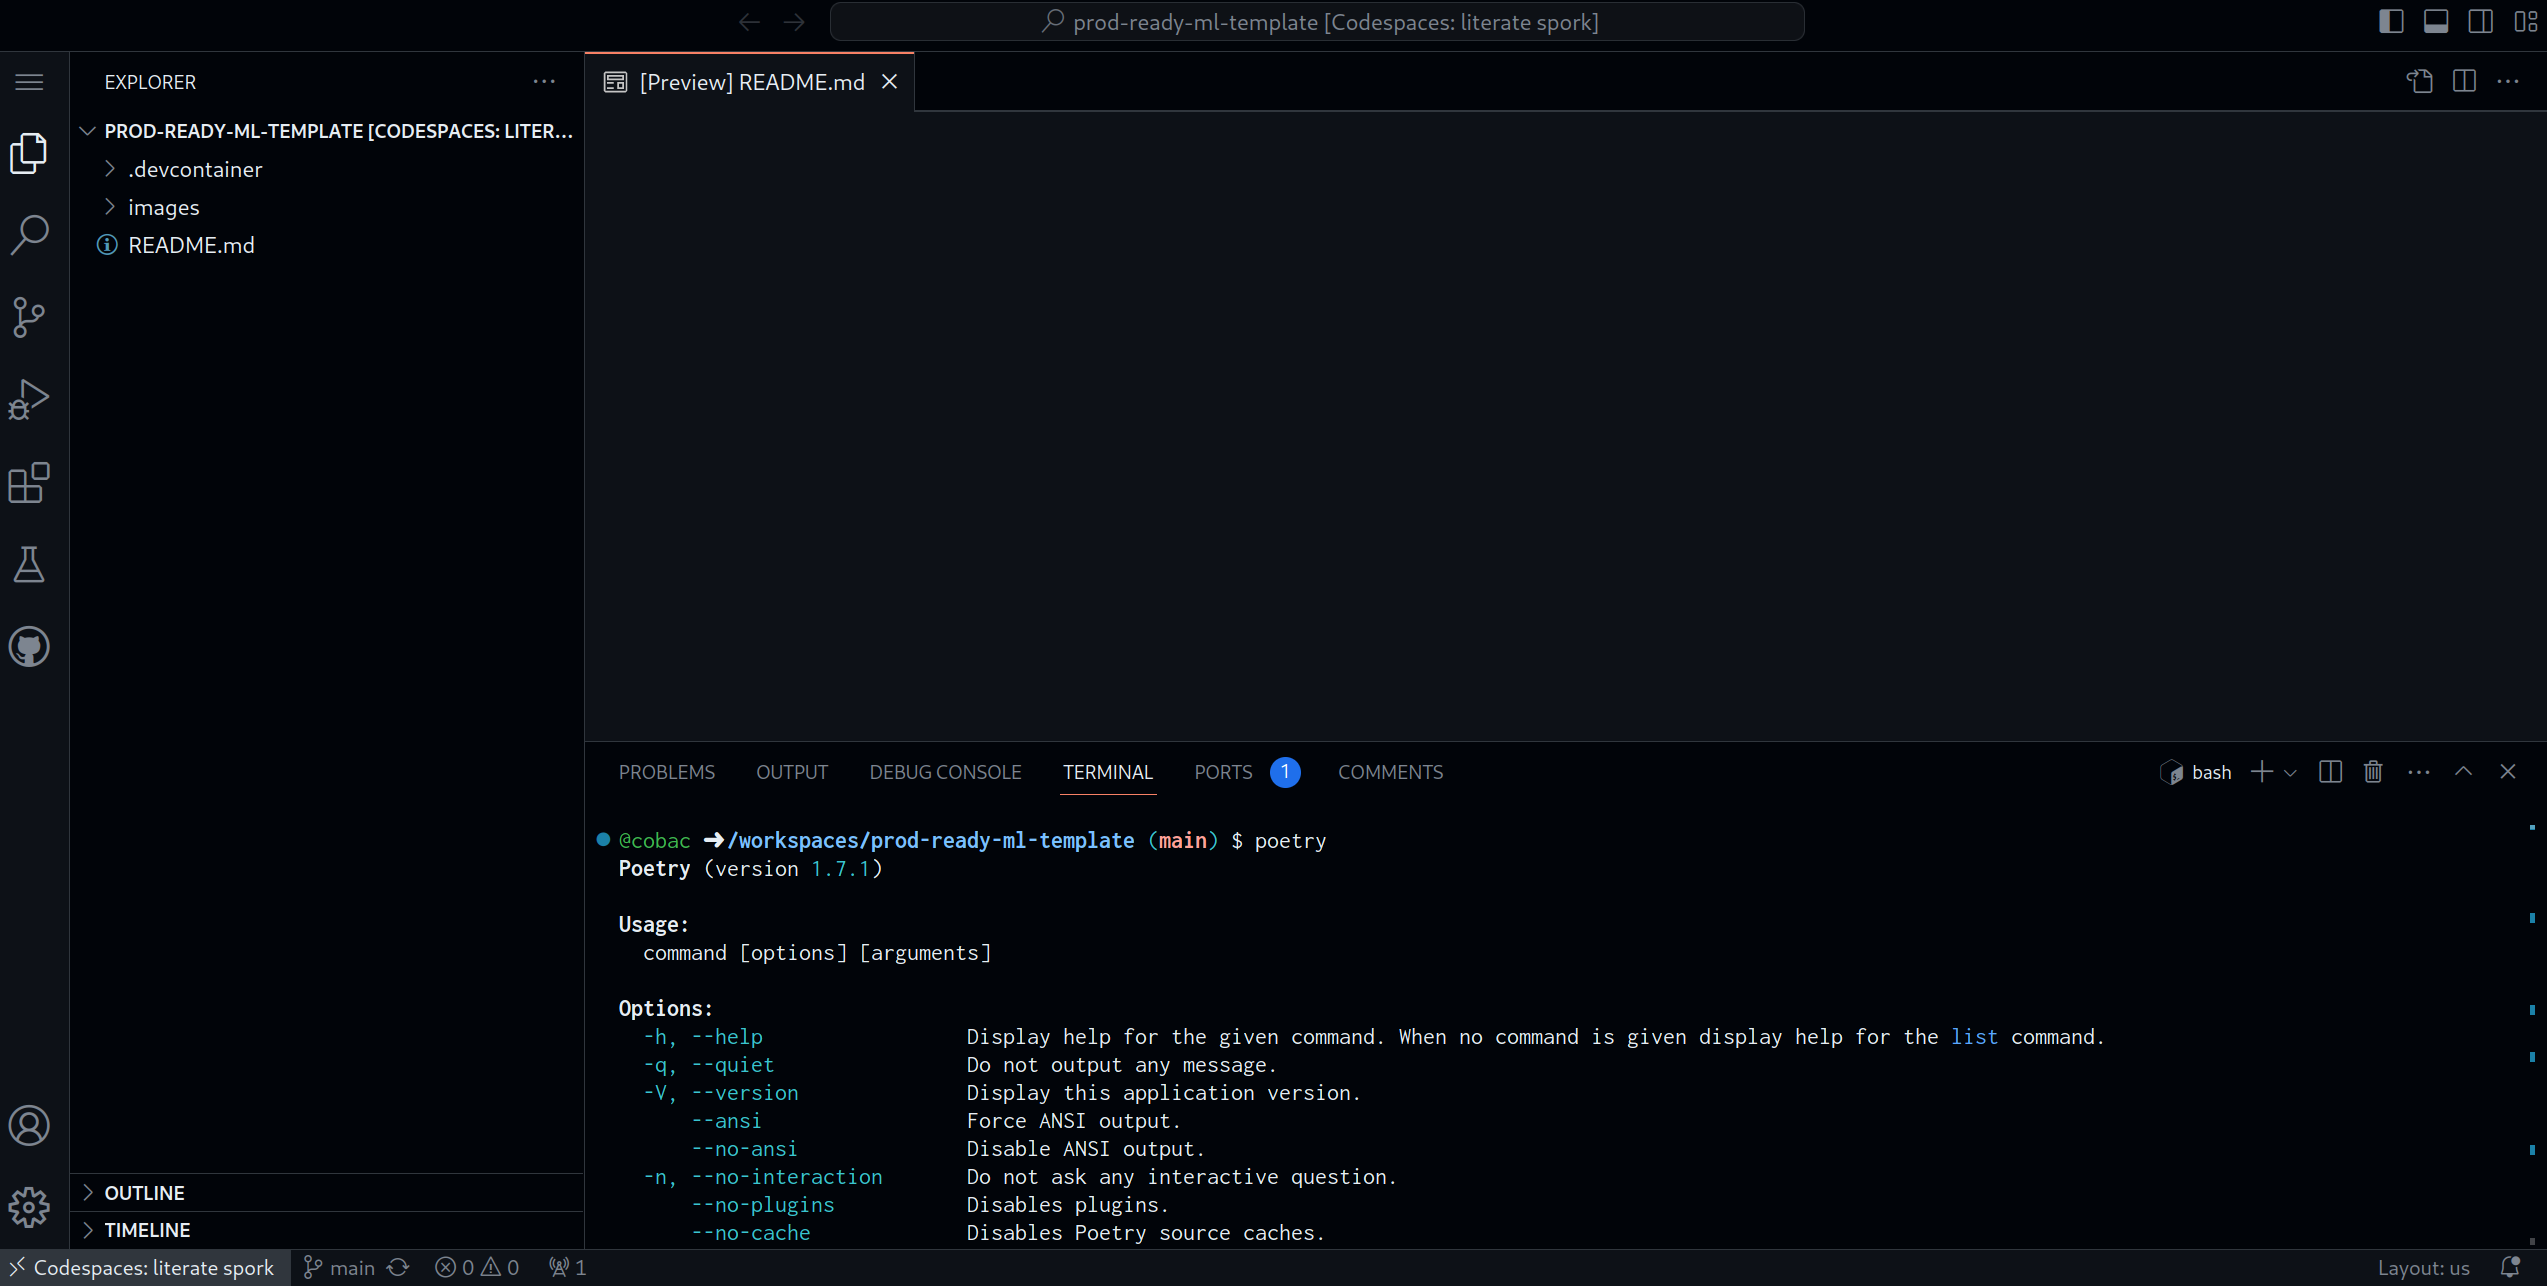 prod-ready-ml-template [Codespaces: literate spork]
EXPLORER
[Preview] README.md
PROD-READY-ML-TEMPLATE [CODESPACES: LITER...
.devcontainer
images
README.md
PROBLEMS OUTPUT DEBUG CONSOLE TERMINAL PORTS 1 COMMENTS
bash
@cobac ➜/workspaces/prod-ready-ml-template (main) $ poetry
Poetry (version 1.7.1)
Usage:
command [options] [arguments]
Options:
-h, --help Display help for the given command. When no command is given display help for the list command.
-q, --quiet Do not output any message.
-V, --version Display this application version.
--ansi Force ANSI output.
--no-ansi Disable ANSI output.
-n, --no-interaction Do not ask any interactive question.
--no-plugins Disables plugins.
--no-cache Disables Poetry source caches.
OUTLINE
TIMELINE
Codespaces: literate spork main 0 0 1 Layout: us